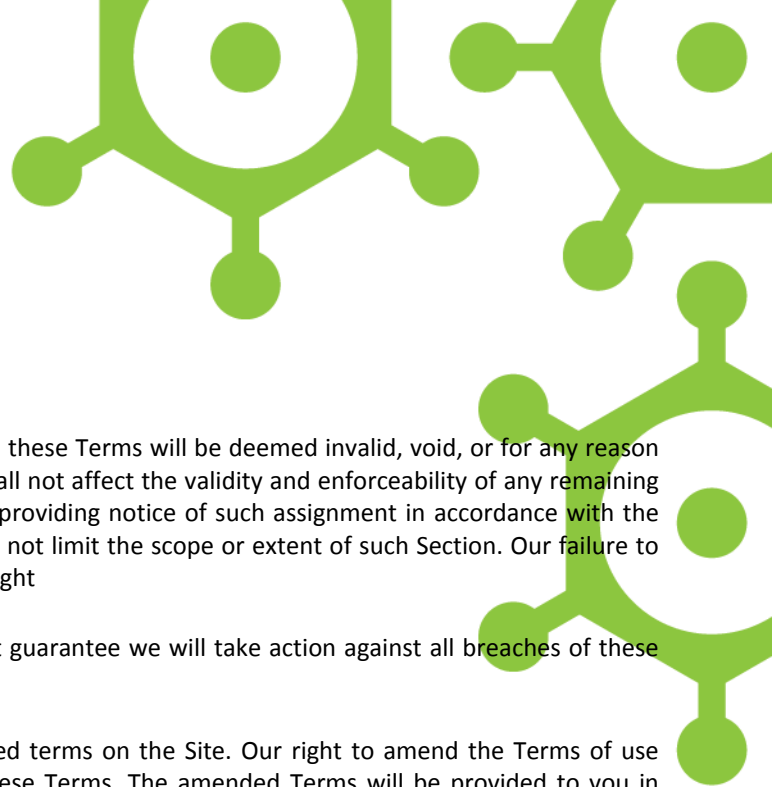 these Terms will be deemed invalid, void, or for any reason
all not affect the validity and enforceability of any remaining
providing notice of such assignment in accordance with the
not limit the scope or extent of such Section. Our failure to
ght
guarantee we will take action against all breaches of these
ed terms on the Site. Our right to amend the Terms of use
ese Terms. The amended Terms will be provided to you in